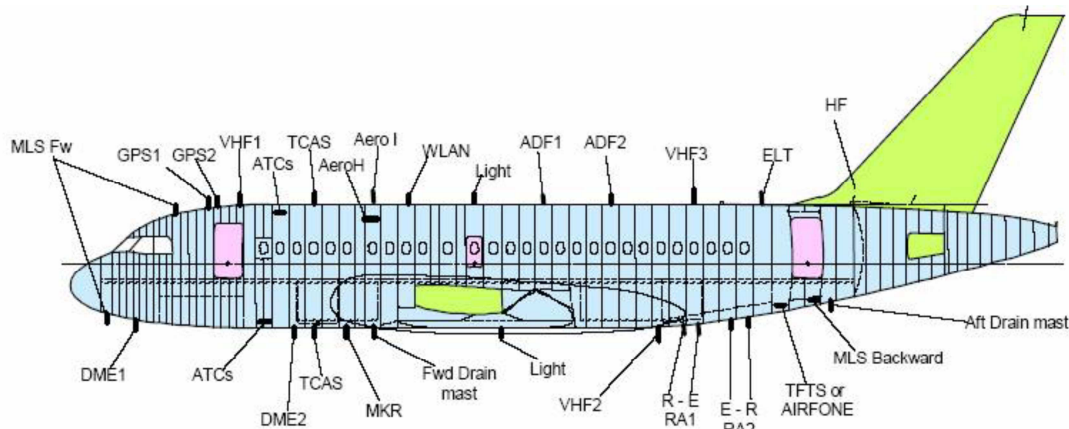 MLS Fw
GPS1
GPS2
VHF1
ATCs
TCAS
AeroH
Aero I
WLAN
Light
ADF1
ADF2
VHF3
ELT
HF
DME1
ATCs
DME2
TCAS
MKR
Fwd Drain
mast
Light
VHF2
R - E
RA1
E - R
RA2
TFTS or
AIRFONE
MLS Backward
Aft Drain mast